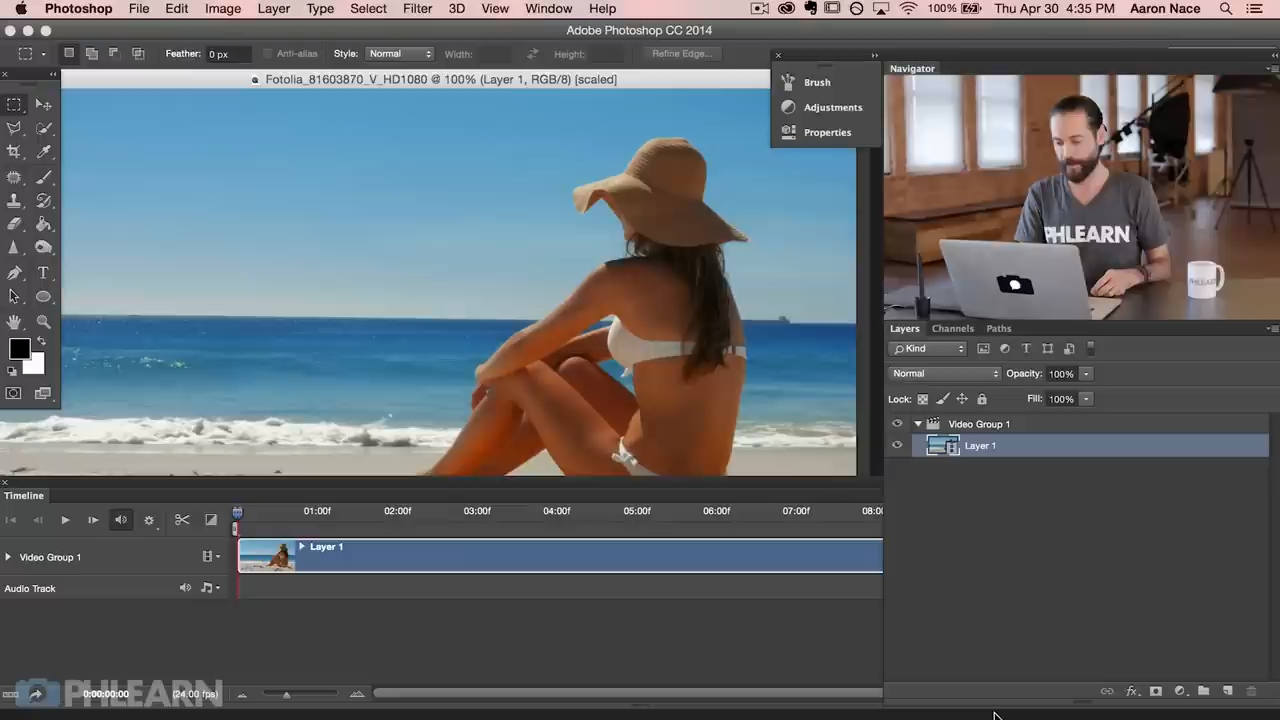 Photoshop File Edit Image Layer Type Select Filter 3D View Window Help 100% Thu Apr 30 4:35 PM Aaron Nace
Adobe Photoshop CC 2014
Feather: 0 px Anti-alias Style: Normal Width: Height: Refine Edge...
Fotolia_81603870_V_HD1080 @ 100% (Layer 1, RGB/8) [scaled]
Brush
Adjustments
Properties
Navigator
PHLEARN
PHLEARN
Layers Channels Paths
Kind
Normal Opacity: 100%
Lock: Fill: 100%
Video Group 1
Layer 1
Timeline
01:00f 02:00f 03:00f 04:00f 05:00f 06:00f 07:00f 08:00
Video Group 1
Layer 1
Audio Track
0:00:00:00 (24.00 fps)
PHLEARN